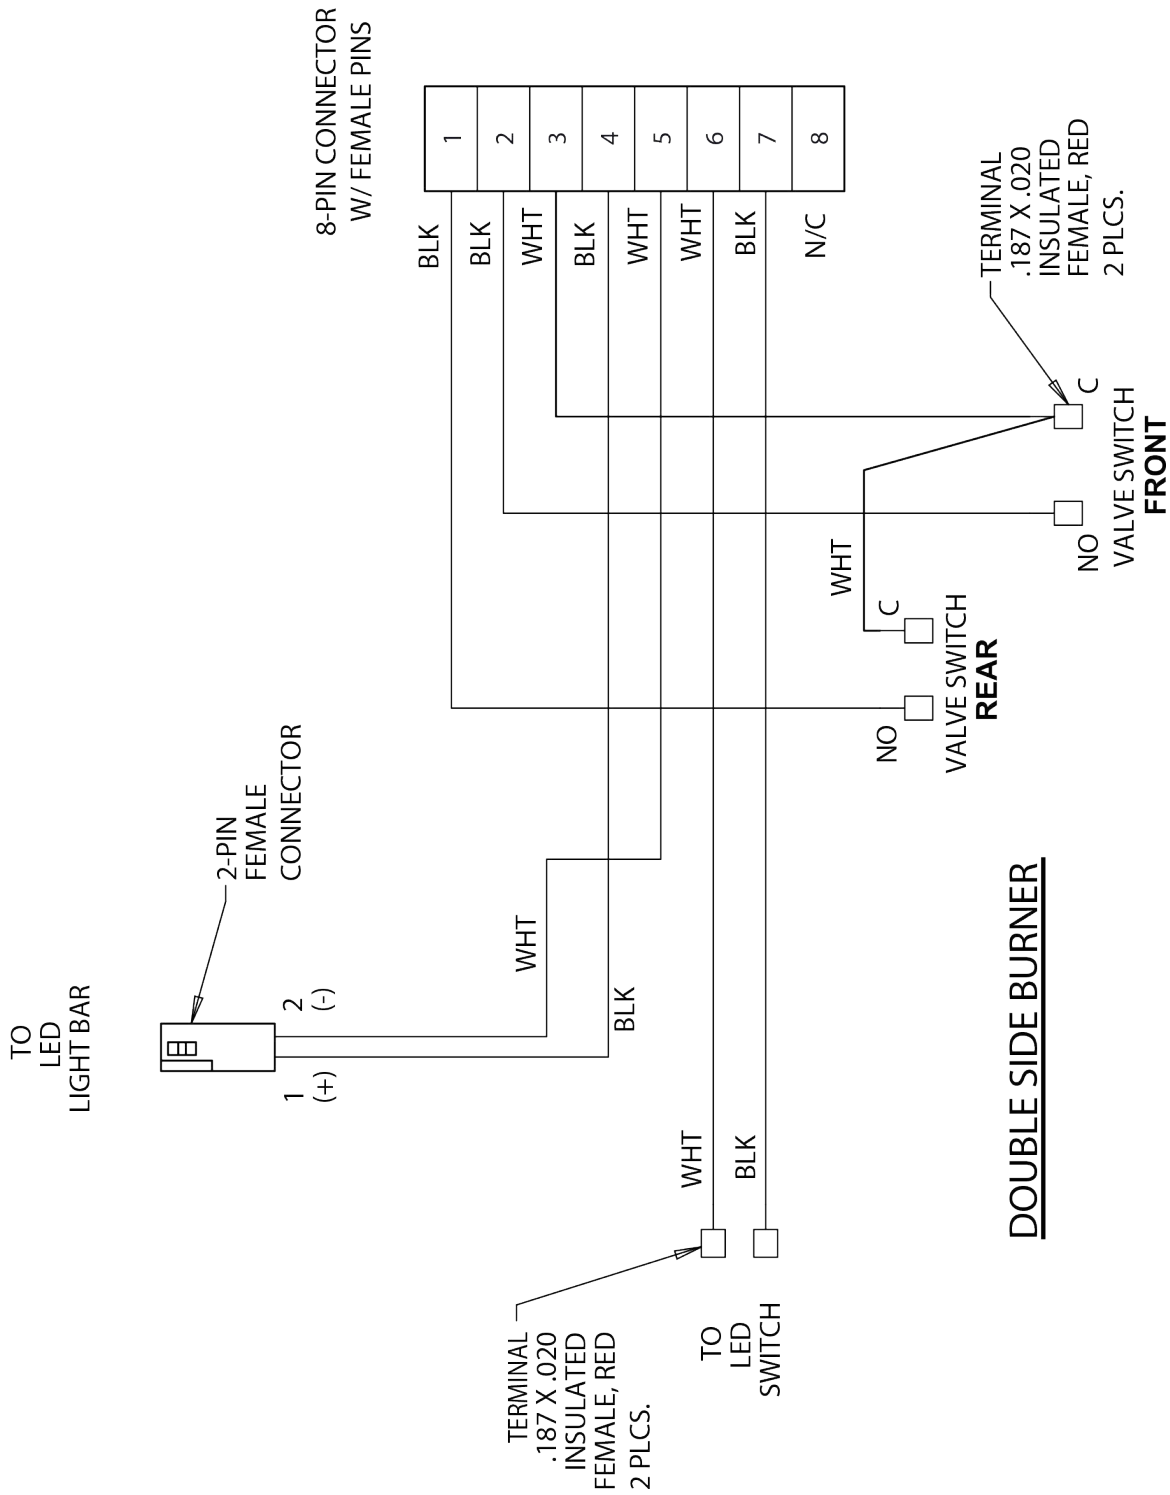 TO
LED
LIGHT BAR
1
(+)
2
(-)
2-PIN
FEMALE
CONNECTOR
8-PIN CONNECTOR
W/ FEMALE PINS
1
2
3
4
5
6
7
8
BLK
BLK
WHT
BLK
WHT
WHT
BLK
N/C
WHT
BLK
WHT
BLK
TERMINAL
.187 X .020
INSULATED
FEMALE, RED
2 PLCS.
TO
LED
SWITCH
WHT
NO
C
VALVE SWITCH
REAR
NO
C
VALVE SWITCH
FRONT
TERMINAL
.187 X .020
INSULATED
FEMALE, RED
2 PLCS.
DOUBLE SIDE BURNER